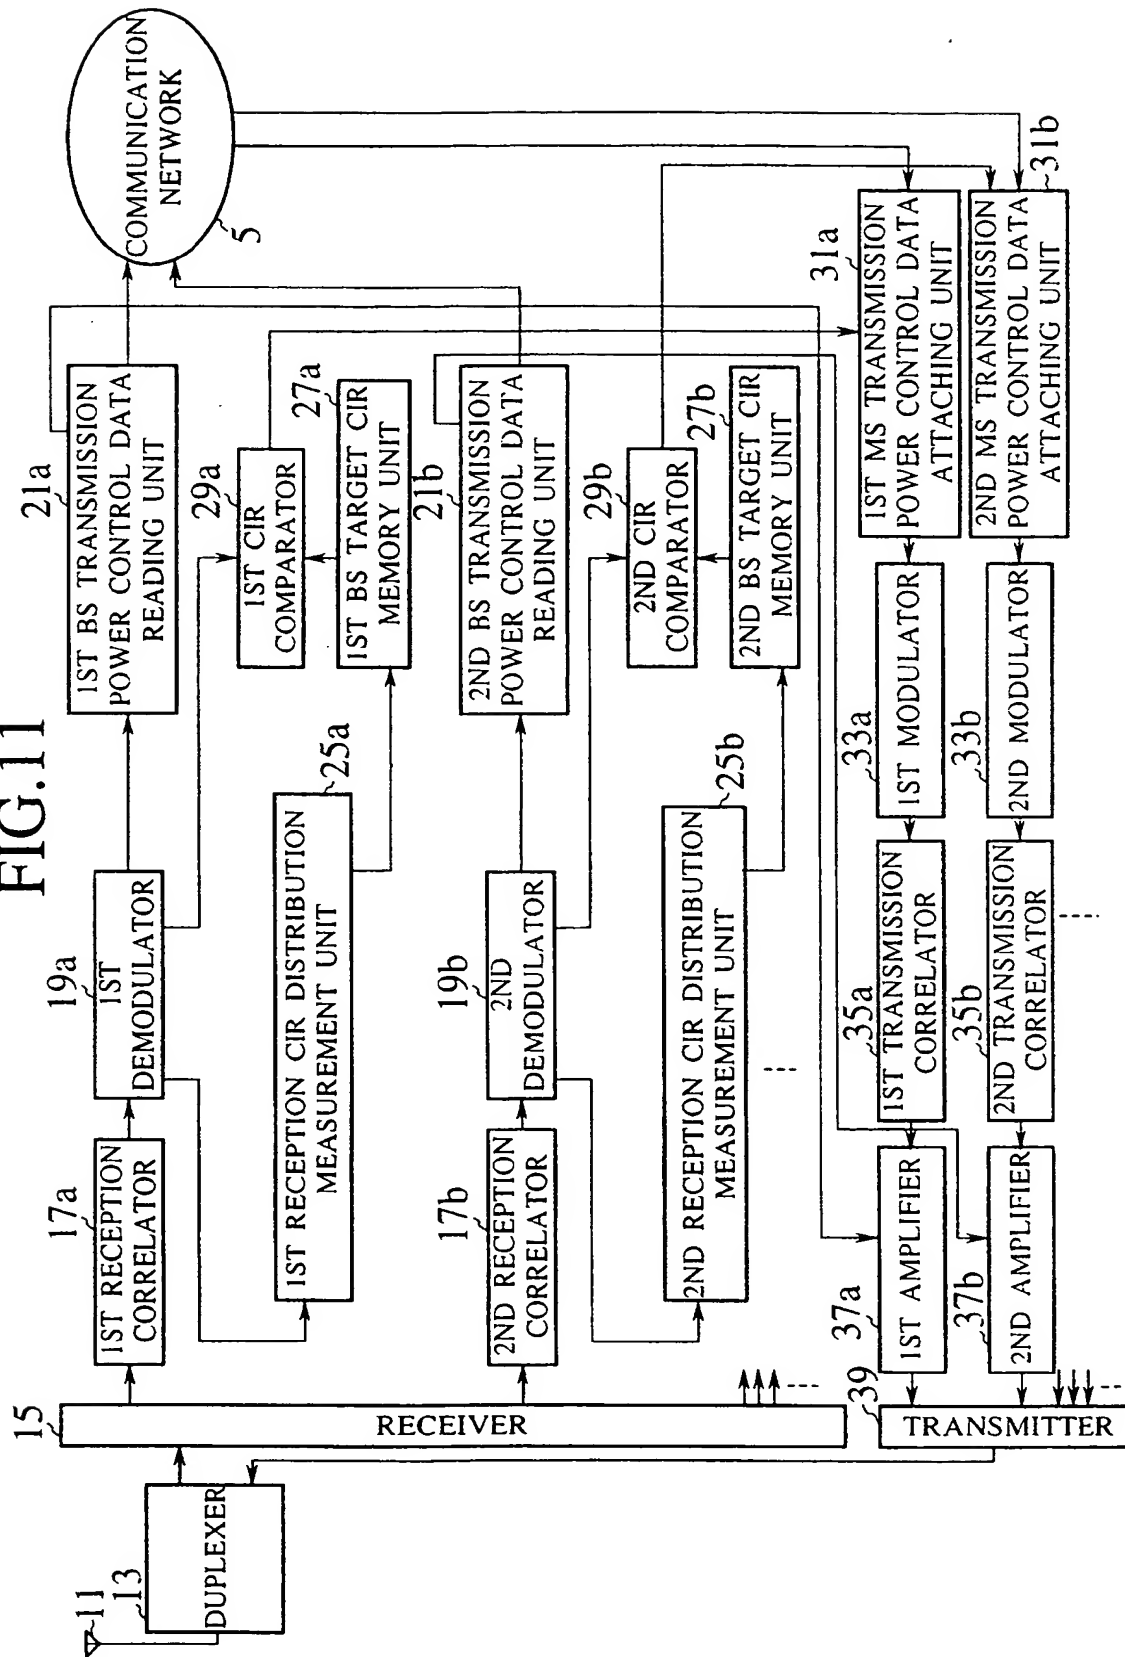 FIG.11
11
13
DUPLEXER
15
RECEIVER
17a
1ST RECEPTION
CORRELATOR
19a
1ST
DEMODULATOR
21a
1ST BS TRANSMISSION
POWER CONTROL DATA
READING UNIT
COMMUNICATION
NETWORK
5
25a
1ST RECEPTION CIR DISTRIBUTION
MEASUREMENT UNIT
29a
1ST CIR
COMPARATOR
27a
1ST BS TARGET CIR
MEMORY UNIT
17b
2ND RECEPTION
CORRELATOR
19b
2ND
DEMODULATOR
21b
2ND BS TRANSMISSION
POWER CONTROL DATA
READING UNIT
25b
2ND RECEPTION CIR DISTRIBUTION
MEASUREMENT UNIT
29b
2ND CIR
COMPARATOR
27b
2ND BS TARGET CIR
MEMORY UNIT
39
TRANSMITTER
37a
1ST AMPLIFIER
35a
1ST TRANSMISSION
CORRELATOR
33a
1ST MODULATOR
31a
1ST MS TRANSMISSION
POWER CONTROL DATA
ATTACHING UNIT
37b
2ND AMPLIFIER
35b
2ND TRANSMISSION
CORRELATOR
33b
2ND MODULATOR
31b
2ND MS TRANSMISSION
POWER CONTROL DATA
ATTACHING UNIT